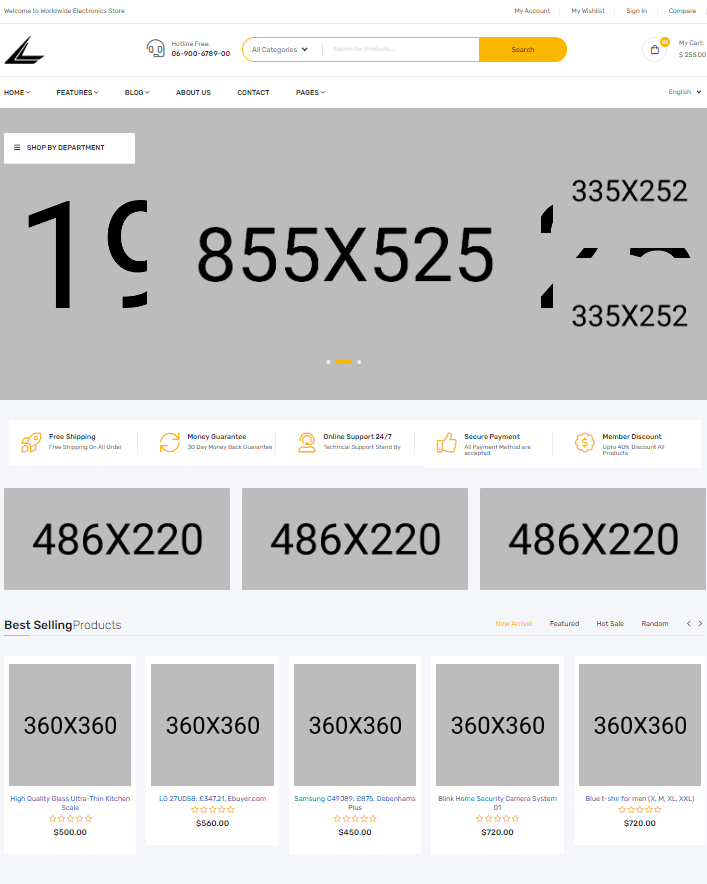 Welcome to Worldwide Electronics Store
My Account
My Wishlist
Sign In
Compare
Hotline Free:
06-900-6789-00
All Categories
Search For Products...
Search
My Cart:
$ 255.00
HOME
FEATURES
BLOG
ABOUT US
CONTACT
PAGES
English
SHOP BY DEPARTMENT
19
855X525
335X252
335X252
Free Shipping
Free Shipping On All Order
Money Guarantee
30 Day Money Back Guarantee
Online Support 24/7
Technical Support Stand By
Secure Payment
All Payment Method are
accepted
Member Discount
Upto 40% Discount All
Products
486X220
486X220
486X220
Best Selling Products
New Arrival
Featured
Hot Sale
Random
360X360
360X360
360X360
360X360
360X360
High Quality Glass Ultra-Thin Kitchen
Scale
$500.00
LG 27UD58: £347.21, Ebuyer.com
$560.00
Samsung C49J89: £875, Debenhams
Plus
$450.00
Blink Home Security Camera System
01
$720.00
Blue t-shir for men (X, M, XL, XXL)
$720.00